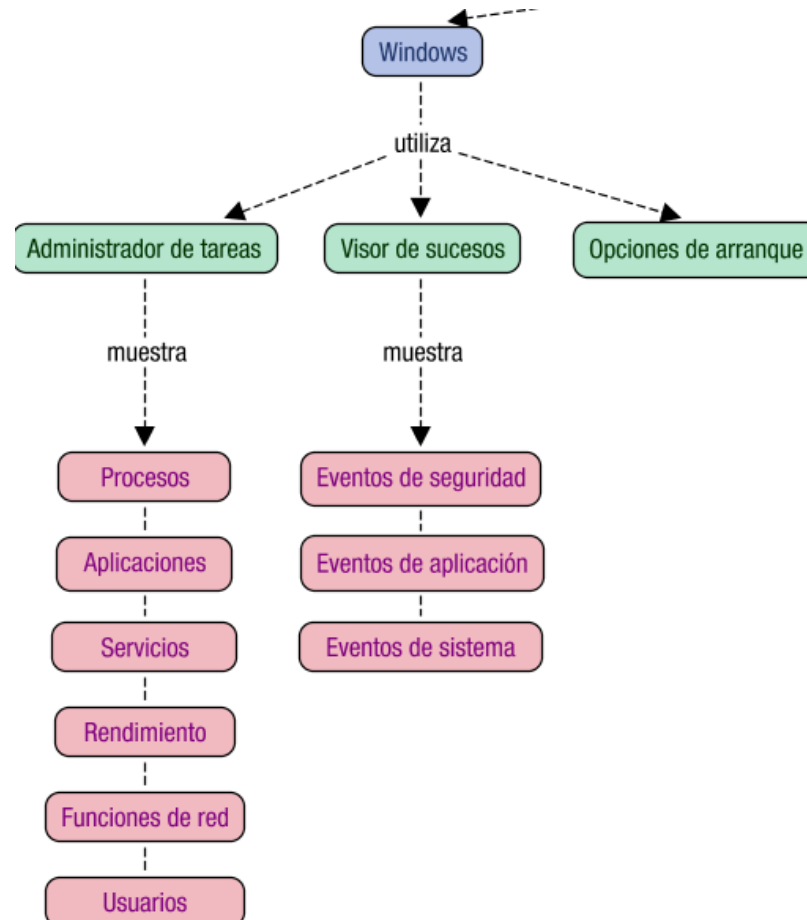 Windows
utiliza
Administrador de tareas
Visor de sucesos
Opciones de arranque
muestra
muestra
Procesos
Eventos de seguridad
Aplicaciones
Eventos de aplicación
Servicios
Eventos de sistema
Rendimiento
Funciones de red
Usuarios